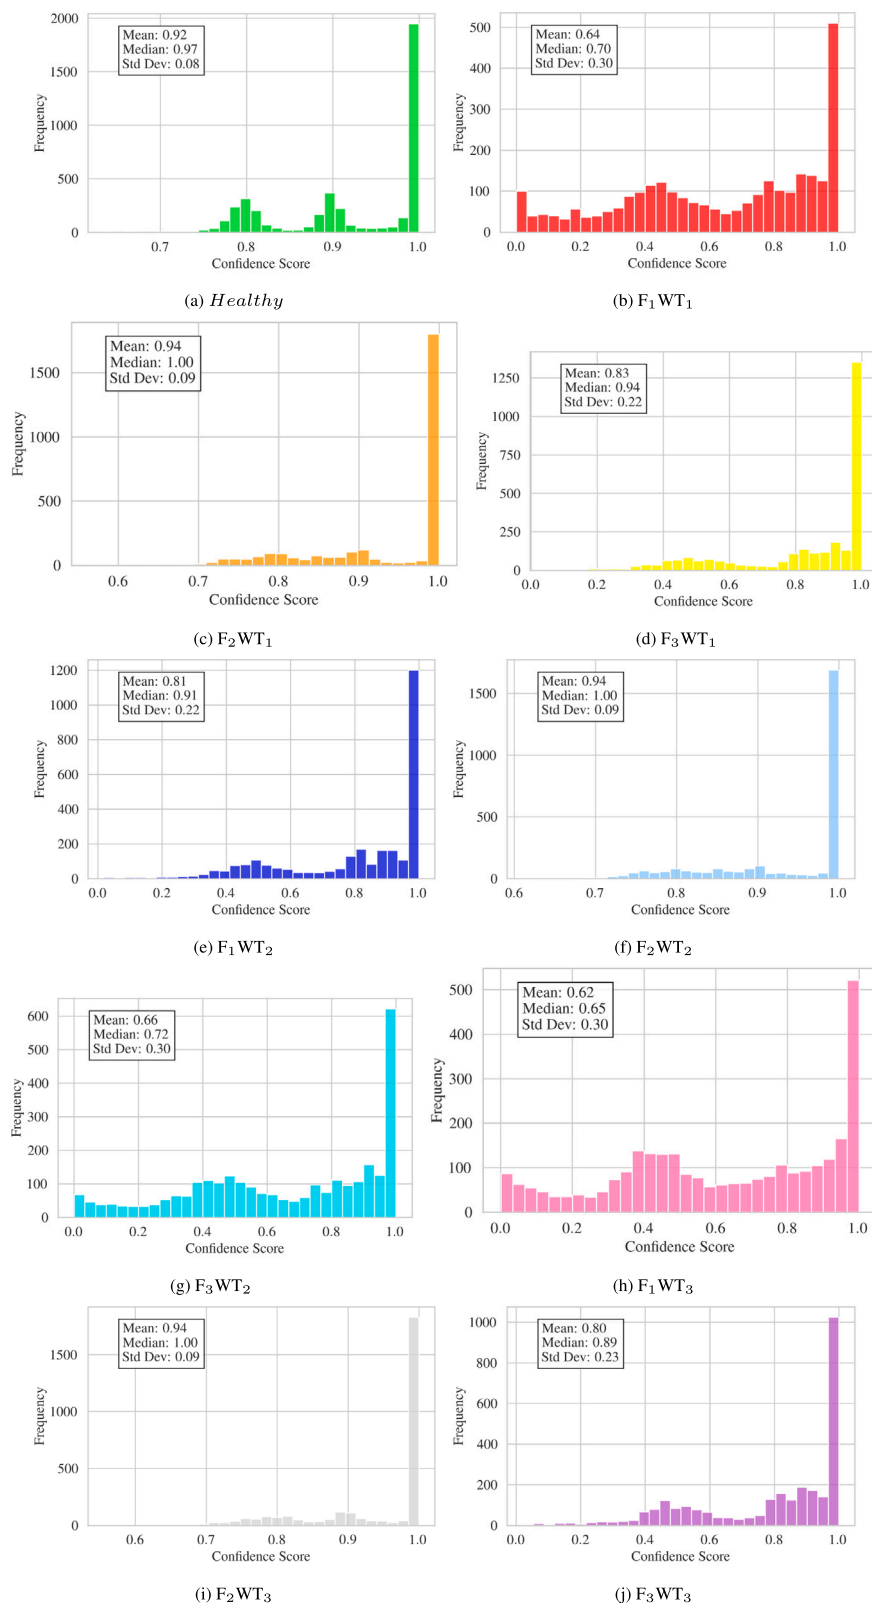 Mean: 0.92
Median: 0.97
Std Dev: 0.08
Frequency
2000
1500
1000
500
0
0.7 0.8 0.9 1.0
Confidence Score
(a) Healthy
Mean: 0.64
Median: 0.70
Std Dev: 0.30
Frequency
500
400
300
200
100
0
0.0 0.2 0.4 0.6 0.8 1.0
Confidence Score
(b) F₁WT₁
Mean: 0.94
Median: 1.00
Std Dev: 0.09
Frequency
1500
1000
500
0
0.6 0.7 0.8 0.9 1.0
Confidence Score
(c) F₂WT₁
Mean: 0.83
Median: 0.94
Std Dev: 0.22
Frequency
1250
1000
750
500
250
0
0.0 0.2 0.4 0.6 0.8 1.0
Confidence Score
(d) F₃WT₁
Mean: 0.81
Median: 0.91
Std Dev: 0.22
Frequency
1200
1000
800
600
400
200
0
0.0 0.2 0.4 0.6 0.8 1.0
Confidence Score
(e) F₁WT₂
Mean: 0.94
Median: 1.00
Std Dev: 0.09
Frequency
1500
1000
500
0
0.6 0.7 0.8 0.9 1.0
Confidence Score
(f) F₂WT₂
Mean: 0.66
Median: 0.72
Std Dev: 0.30
Frequency
600
500
400
300
200
100
0
0.0 0.2 0.4 0.6 0.8 1.0
Confidence Score
(g) F₃WT₂
Mean: 0.62
Median: 0.65
Std Dev: 0.30
Frequency
500
400
300
200
100
0
0.0 0.2 0.4 0.6 0.8 1.0
Confidence Score
(h) F₁WT₃
Mean: 0.94
Median: 1.00
Std Dev: 0.09
Frequency
1500
1000
500
0
0.6 0.7 0.8 0.9 1.0
Confidence Score
(i) F₂WT₃
Mean: 0.80
Median: 0.89
Std Dev: 0.23
Frequency
1000
800
600
400
200
0
0.0 0.2 0.4 0.6 0.8 1.0
Confidence Score
(j) F₃WT₃